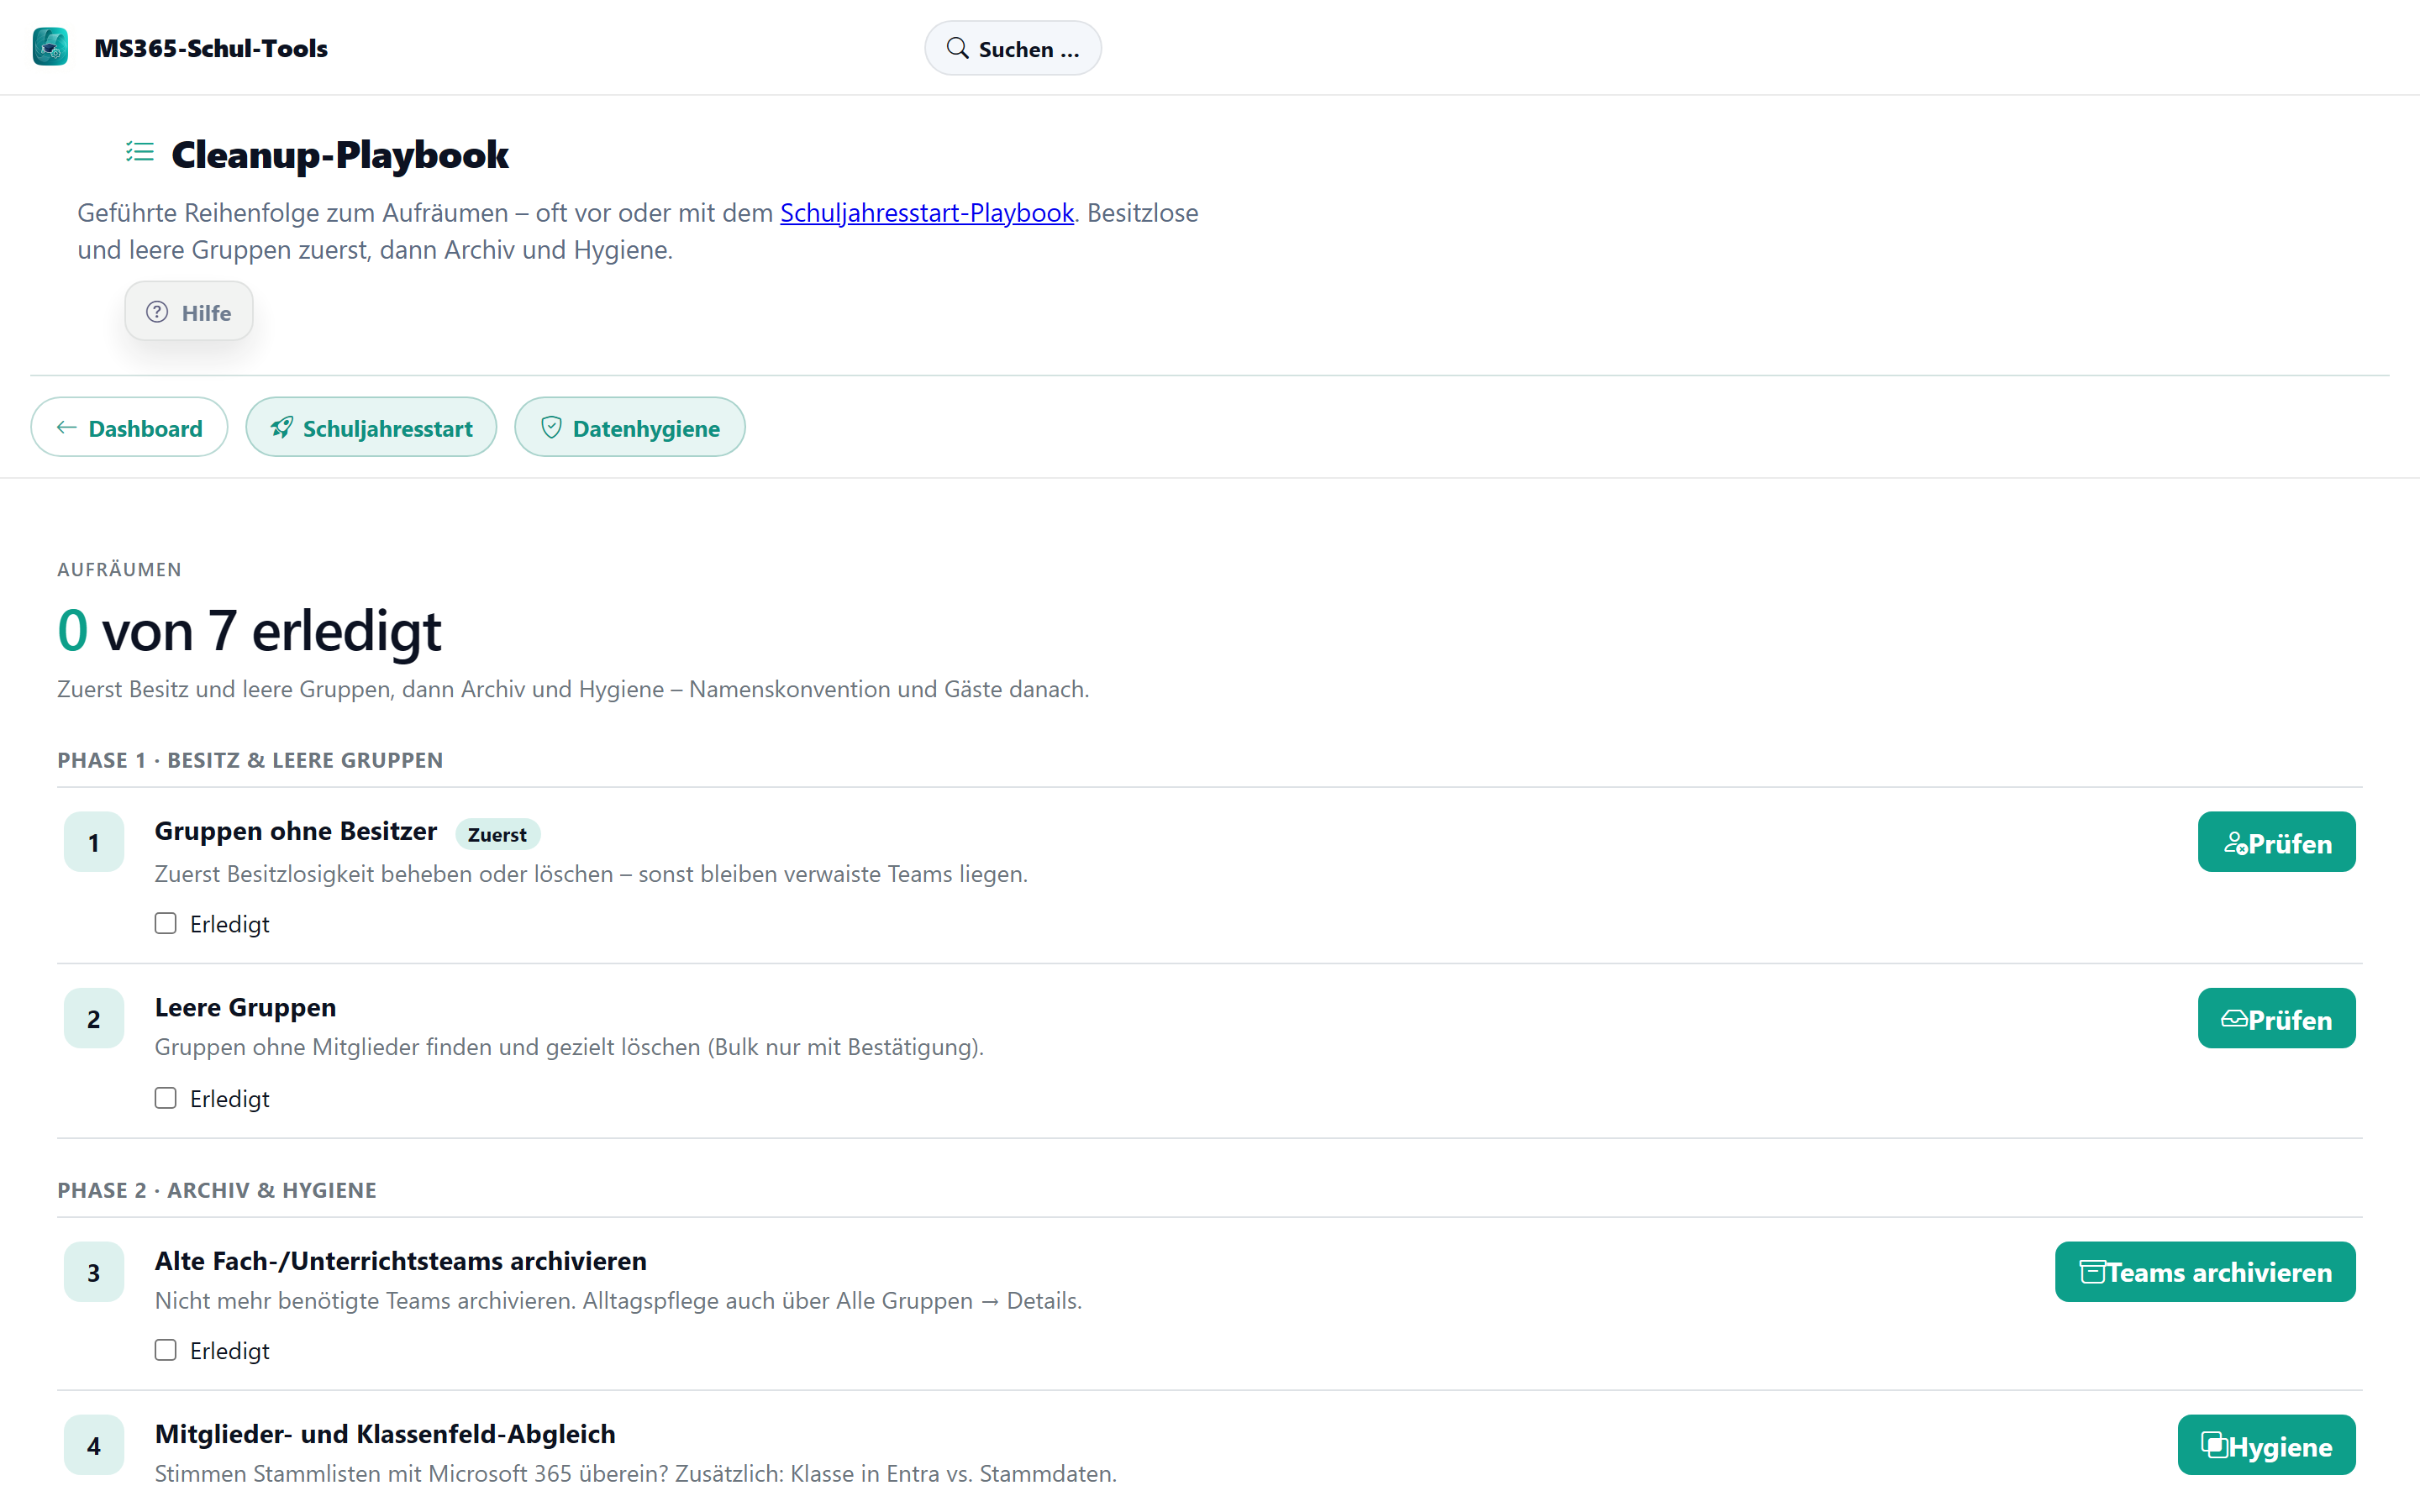 MS365-Schul-Tools
Suchen ...
Cleanup-Playbook
Geführte Reihenfolge zum Aufräumen – oft vor oder mit dem Schuljahresstart-Playbook. Besitzlose
und leere Gruppen zuerst, dann Archiv und Hygiene.
Hilfe
Dashboard
Schuljahresstart
Datenhygiene
AUFRÄUMEN
0 von 7 erledigt
Zuerst Besitz und leere Gruppen, dann Archiv und Hygiene – Namenskonvention und Gäste danach.
PHASE 1 · BESITZ & LEERE GRUPPEN
1
Gruppen ohne Besitzer
Zuerst
Prüfen
Zuerst Besitzlosigkeit beheben oder löschen – sonst bleiben verwaiste Teams liegen.
Erledigt
2
Leere Gruppen
Prüfen
Gruppen ohne Mitglieder finden und gezielt löschen (Bulk nur mit Bestätigung).
Erledigt
PHASE 2 · ARCHIV & HYGIENE
3
Alte Fach-/Unterrichtsteams archivieren
Teams archivieren
Nicht mehr benötigte Teams archivieren. Alltagspflege auch über Alle Gruppen → Details.
Erledigt
4
Mitglieder- und Klassenfeld-Abgleich
Hygiene
Stimmen Stammlisten mit Microsoft 365 überein? Zusätzlich: Klasse in Entra vs. Stammdaten.